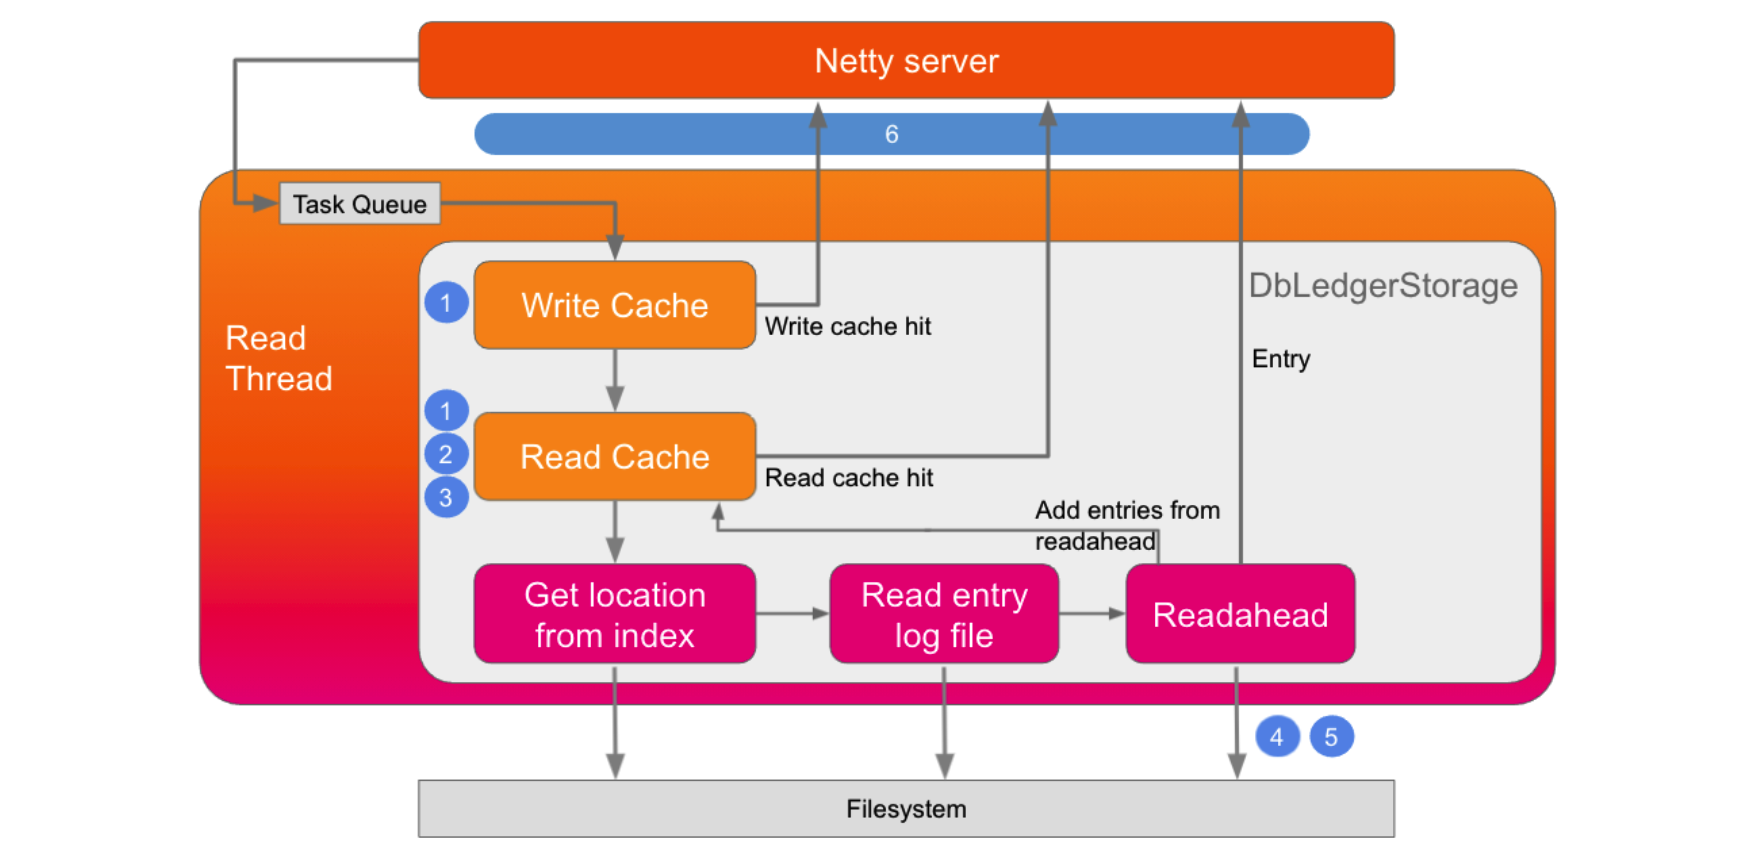 Netty server
6
Task Queue
DbLedgerStorage
1
Write Cache
Write cache hit
Read
Thread
Entry
1
2
3
Read Cache
Read cache hit
Add entries from
readahead
Get location
from index
Read entry
log file
Readahead
4
5
Filesystem